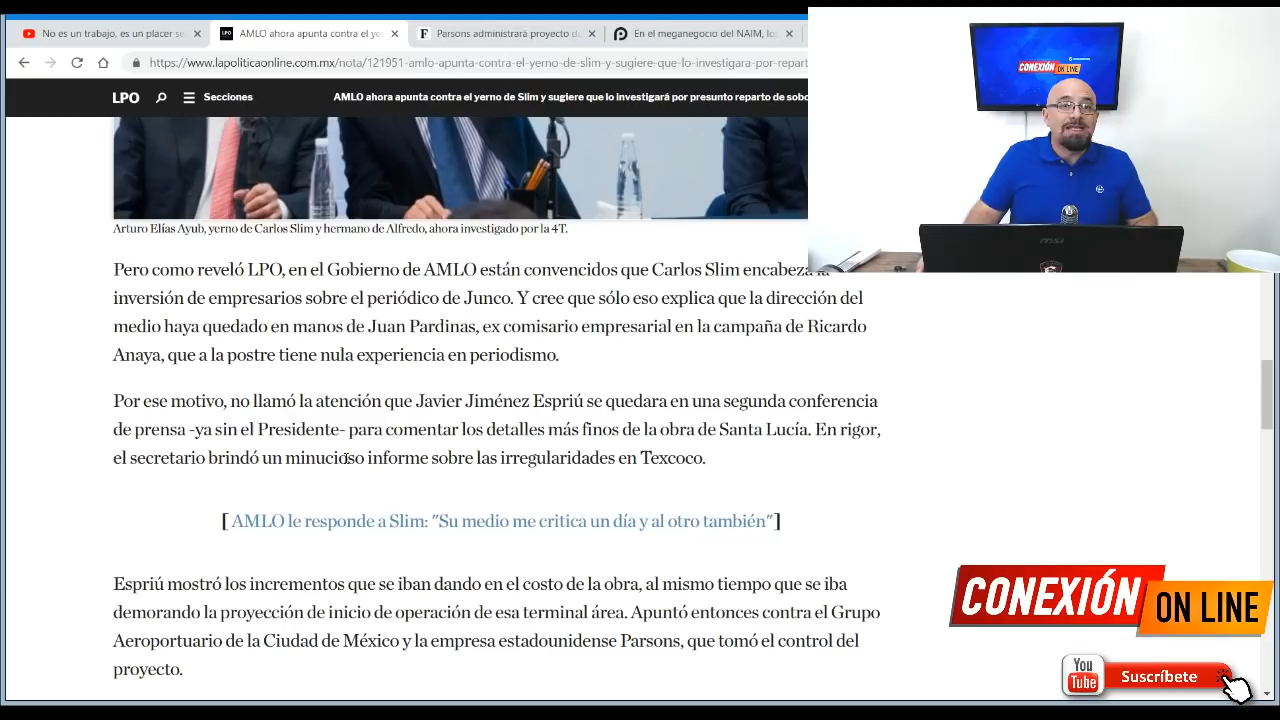 No es un trabajo, es un placer se
AMLO ahora apunta contra el ye
Parsons administrará proyecto d
En el meganegocio del NAIM, lo
https://www.lapoliticaonline.com.mx/nota/121951-amlo-apunta-contra-el-yerno-de-slim-y-sugiere-que-lo-investigara-por-repart
LPO
Secciones
AMLO ahora apunta contra el yerno de Slim y sugiere que lo investigará por presunto reparto de sobo
CONEXIÓN
ON LINE
Arturo Elías Ayub, yerno de Carlos Slim y hermano de Alfredo, ahora investigado por la 4T.
Pero como reveló LPO, en el Gobierno de AMLO están convencidos que Carlos Slim encabeza la
inversión de empresarios sobre el periódico de Junco. Y cree que sólo eso explica que la dirección del
medio haya quedado en manos de Juan Pardinas, ex comisario empresarial en la campaña de Ricardo
Anaya, que a la postre tiene nula experiencia en periodismo.
Por ese motivo, no llamó la atención que Javier Jiménez Espriú se quedara en una segunda conferencia
de prensa -ya sin el Presidente- para comentar los detalles más finos de la obra de Santa Lucía. En rigor,
el secretario brindó un minucioso informe sobre las irregularidades en Texcoco.
[ AMLO le responde a Slim: "Su medio me critica un día y al otro también"]
Espriú mostró los incrementos que se iban dando en el costo de la obra, al mismo tiempo que se iba
demorando la proyección de inicio de operación de esa terminal área. Apuntó entonces contra el Grupo
Aeroportuario de la Ciudad de México y la empresa estadounidense Parsons, que tomó el control del
proyecto.
msi
CONEXIÓN
ON LINE
You
Tube
Suscríbete